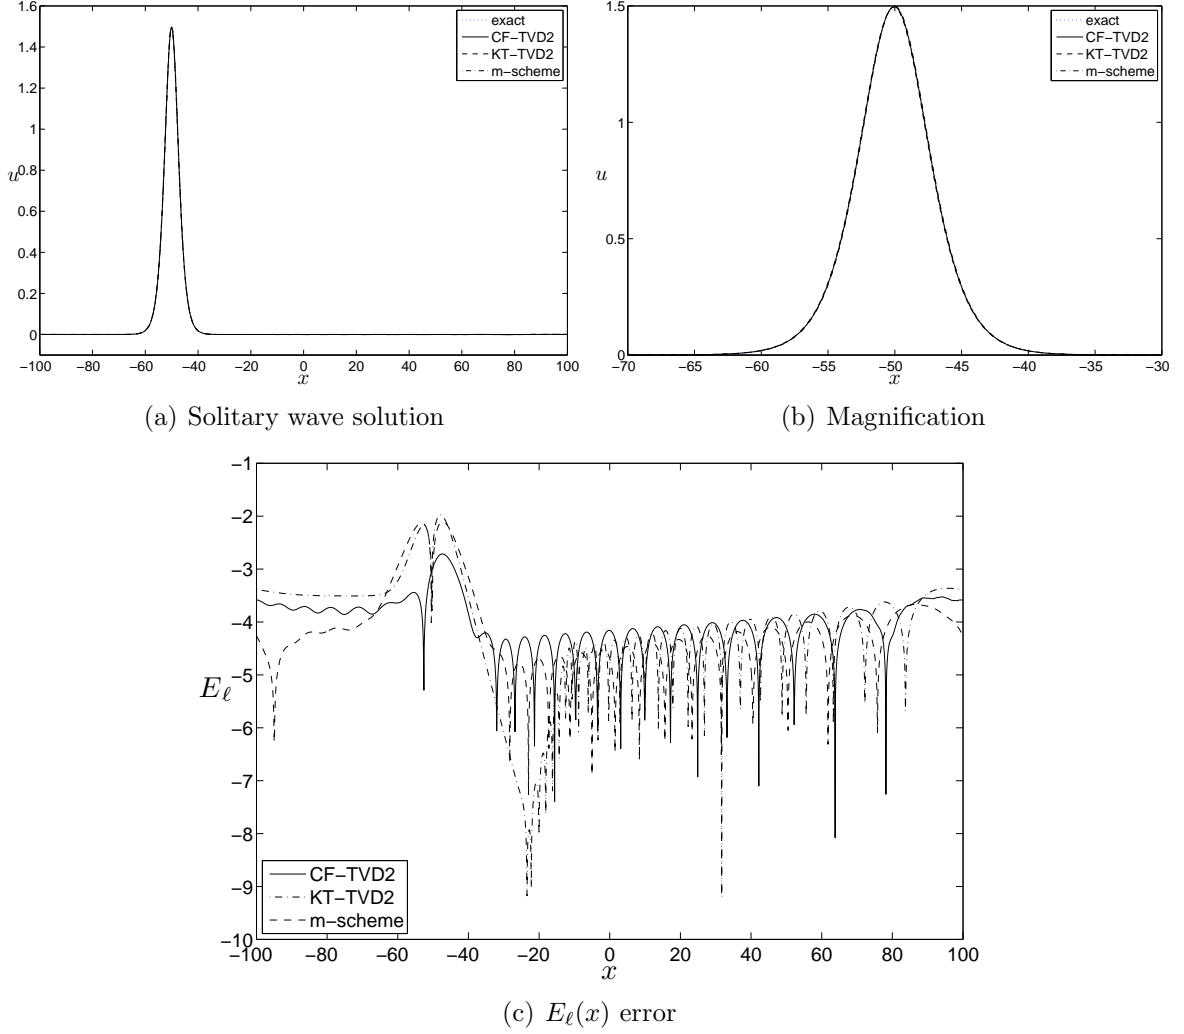 1.6
1.4
1.2
1
0.8
0.6
0.4
0.2
0
u
−100 −80 −60 −40 −20 0 20 40 60 80 100
x
exact
CF−TVD2
KT−TVD2
m−scheme
(a) Solitary wave solution
1.5
1
0.5
0
u
−70 −65 −60 −55 −50 −45 −40 −35 −30
x
exact
CF−TVD2
KT−TVD2
m−scheme
(b) Magnification
−1
−2
−3
−4
−5
−6
−7
−8
−9
−10
Eℓ
−100 −80 −60 −40 −20 0 20 40 60 80 100
x
CF−TVD2
KT−TVD2
m−scheme
(c) Eℓ(x) error